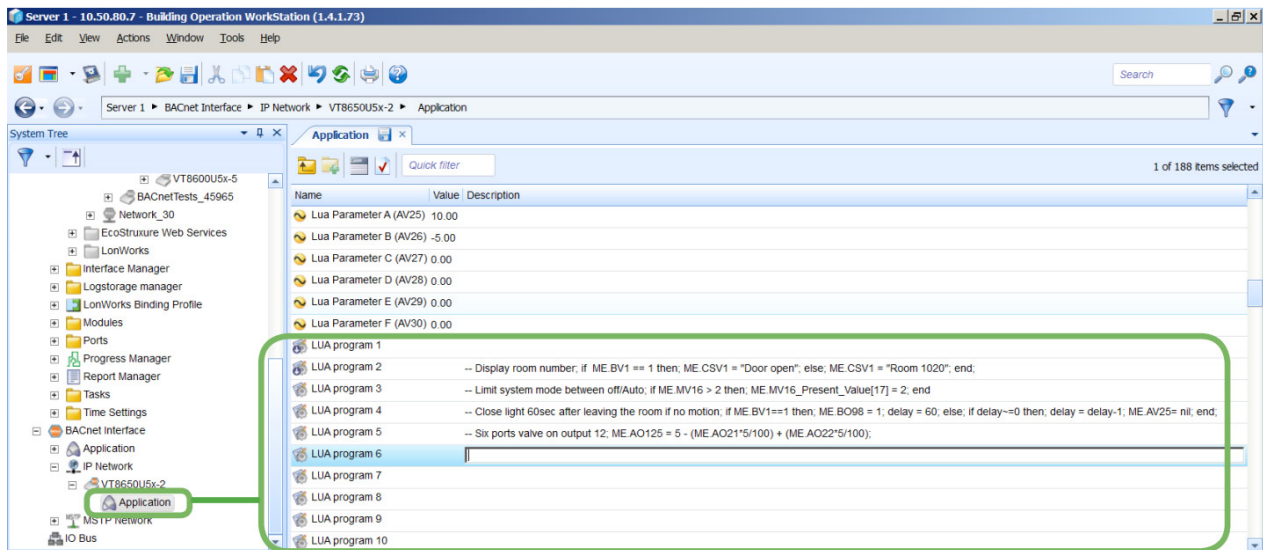 Server 1 - 10.50.80.7 - Building Operation WorkStation (1.4.1.73)
File Edit View Actions Window Tools Help
Search
Server 1 ▸ BACnet Interface ▸ IP Network ▸ VT8650U5x-2 ▸ Application
System Tree
VT8600U5x-5
BACnetTests_45965
Network_30
EcoStruxure Web Services
LonWorks
Interface Manager
Logstorage manager
LonWorks Binding Profile
Modules
Ports
Progress Manager
Report Manager
Tasks
Time Settings
BACnet Interface
Application
IP Network
VT8650U5x-2
Application
MSTP Network
IO Bus
Application
Quick filter
1 of 188 items selected
Name Value Description
Lua Parameter A (AV25) 10.00
Lua Parameter B (AV26) -5.00
Lua Parameter C (AV27) 0.00
Lua Parameter D (AV28) 0.00
Lua Parameter E (AV29) 0.00
Lua Parameter F (AV30) 0.00
LUA program 1
LUA program 2 -- Display room number; if ME.BV1 == 1 then; ME.CSV1 = "Door open"; else; ME.CSV1 = "Room 1020"; end;
LUA program 3 -- Limit system mode between off/Auto; if ME.MV16 > 2 then; ME.MV16_Present_Value[17] = 2; end
LUA program 4 -- Close light 60sec after leaving the room if no motion; if ME.BV1==1 then; ME.BO98 = 1; delay = 60; else; if delay~=0 then; delay = delay-1; ME.AV25= nil; end;
LUA program 5 -- Six ports valve on output 12; ME.AO125 = 5 - (ME.AO21*5/100) + (ME.AO22*5/100);
LUA program 6
LUA program 7
LUA program 8
LUA program 9
LUA program 10